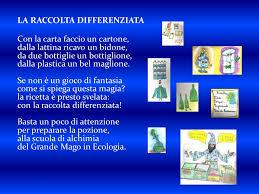 LA RACCOLTA DIFFERENZIATA
Con la carta faccio un cartone,
dalla lattina ricavo un bidone,
da due bottiglie un bottiglione,
dalla plastica un bel maglione.
Se non è un gioco di fantasia
come si spiega questa magia?
la ricetta è presto svelata:
con la raccolta differenziata!
Basta un poco di attenzione
per preparare la pozione,
alla scuola di alchimia
del Grande Mago in Ecologia.